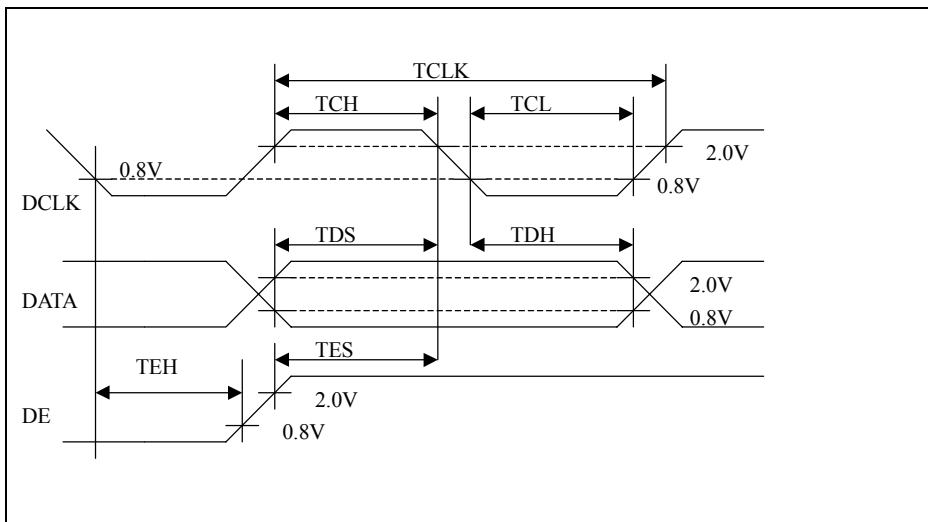 TCLK
TCH TCL
2.0V
0.8V
0.8V
DCLK
TDS TDH
2.0V
DATA
0.8V
TES
TEH
2.0V
DE
0.8V